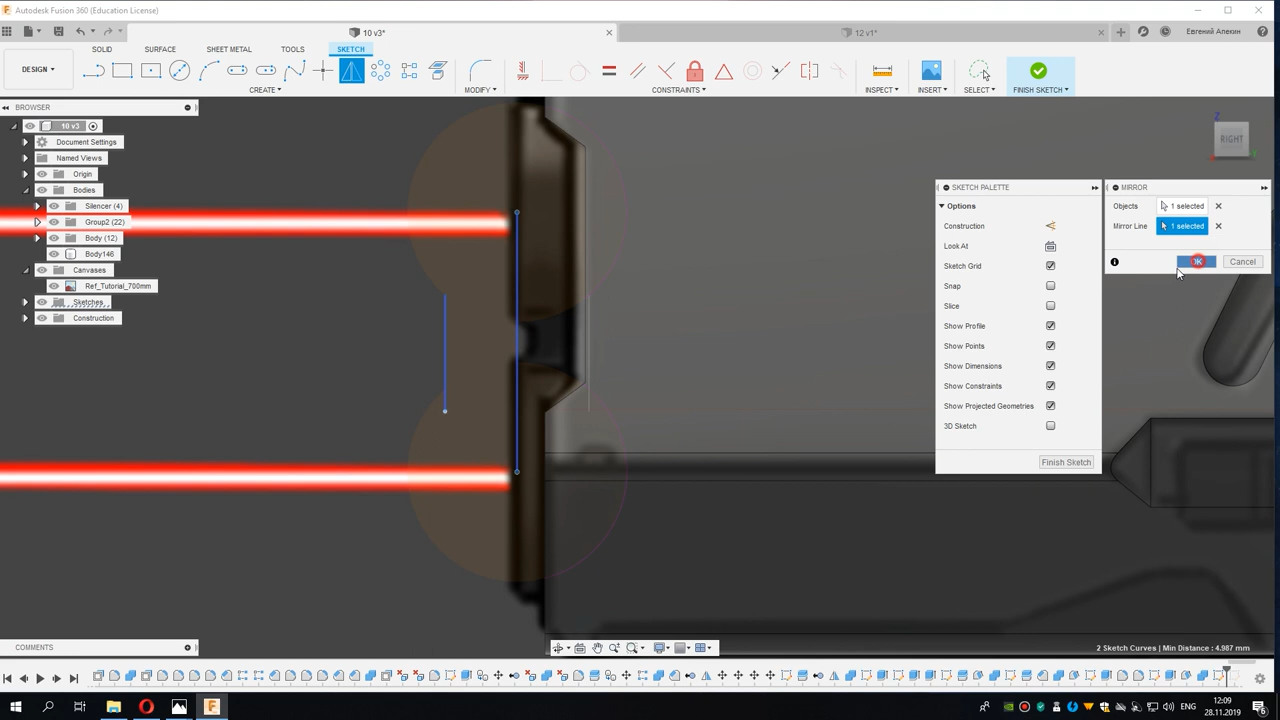 Autodesk Fusion 360 (Education License)
10 v3*
12 v1*
Евгений Апекин
DESIGN
SOLID
SURFACE
SHEET METAL
TOOLS
SKETCH
CREATE
MODIFY
CONSTRAINTS
INSPECT
INSERT
SELECT
FINISH SKETCH
BROWSER
10 v3
Document Settings
Named Views
Origin
Bodies
Silencer (4)
Group2 (22)
Body (12)
Body146
Canvases
Ref_Tutorial_700mm
Sketches
Construction
Z
RIGHT
SKETCH PALETTE
Options
Construction
Look At
Sketch Grid
Snap
Slice
Show Profile
Show Points
Show Dimensions
Show Constraints
Show Projected Geometries
3D Sketch
Finish Sketch
MIRROR
Objects
1 selected
Mirror Line
1 selected
OK
Cancel
COMMENTS
2 Sketch Curves | Min Distance : 4.987 mm
ENG
12:09
28.11.2019
6